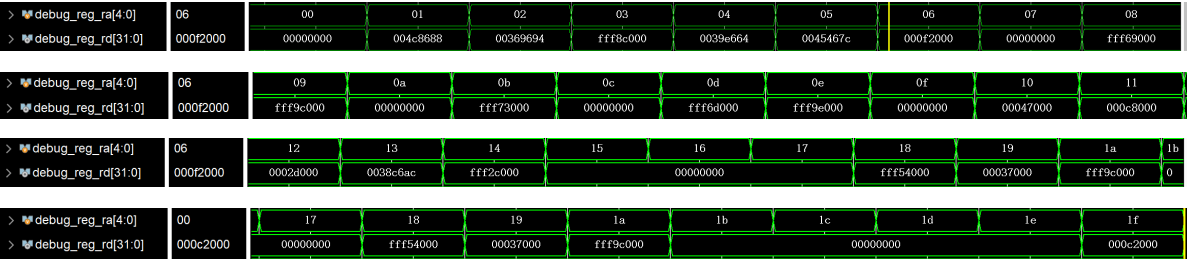 debug_reg_ra[4:0] 06 00 01 02 03 04 05 06 07 08
debug_reg_rd[31:0] 000f2000 00000000 004c8688 00369694 fff8c000 0039e664 0045467c 000f2000 00000000 fff69000
debug_reg_ra[4:0] 06 09 0a 0b 0c 0d 0e 0f 10 11
debug_reg_rd[31:0] 000f2000 fff9c000 00000000 fff73000 00000000 fff6d000 fff9e000 00000000 00047000 000c8000
debug_reg_ra[4:0] 06 12 13 14 15 16 17 18 19 1a 1b
debug_reg_rd[31:0] 000f2000 0002d000 0038c6ac fff2c000 00000000 fff54000 00037000 fff9c000 0
debug_reg_ra[4:0] 00 17 18 19 1a 1b 1c 1d 1e 1f
debug_reg_rd[31:0] 000c2000 00000000 fff54000 00037000 fff9c000 00000000 000c2000